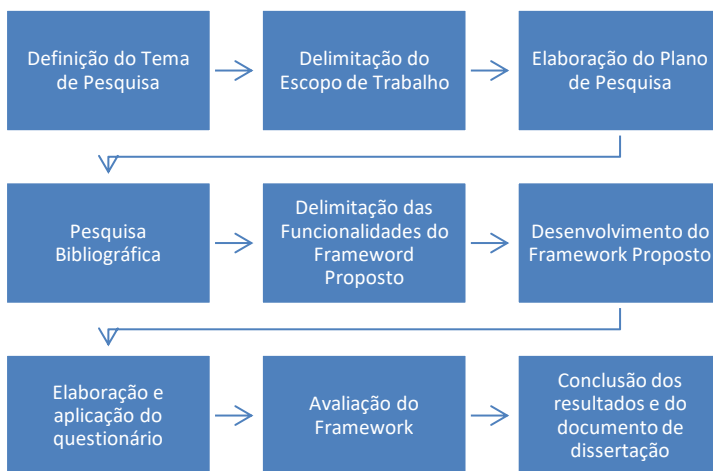 Definição do Tema
de Pesquisa
Delimitação do
Escopo de Trabalho
Elaboração do Plano
de Pesquisa
Pesquisa
Bibliográfica
Delimitação das
Funcionalidades do
Frameword
Proposto
Desenvolvimento do
Framework Proposto
Elaboração e
aplicação do
questionário
Avaliação do
Framework
Conclusão dos
resultados e do
documento de
dissertação